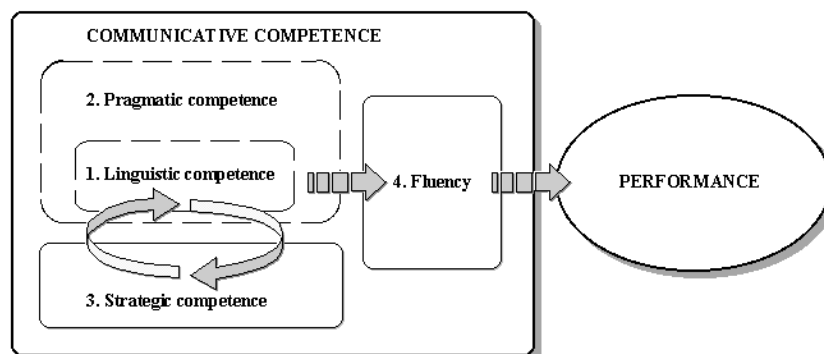 COMMUNICATIVE COMPETENCE
2. Pragmatic competence
1. Linguistic competence
3. Strategic competence
4. Fluency
PERFORMANCE